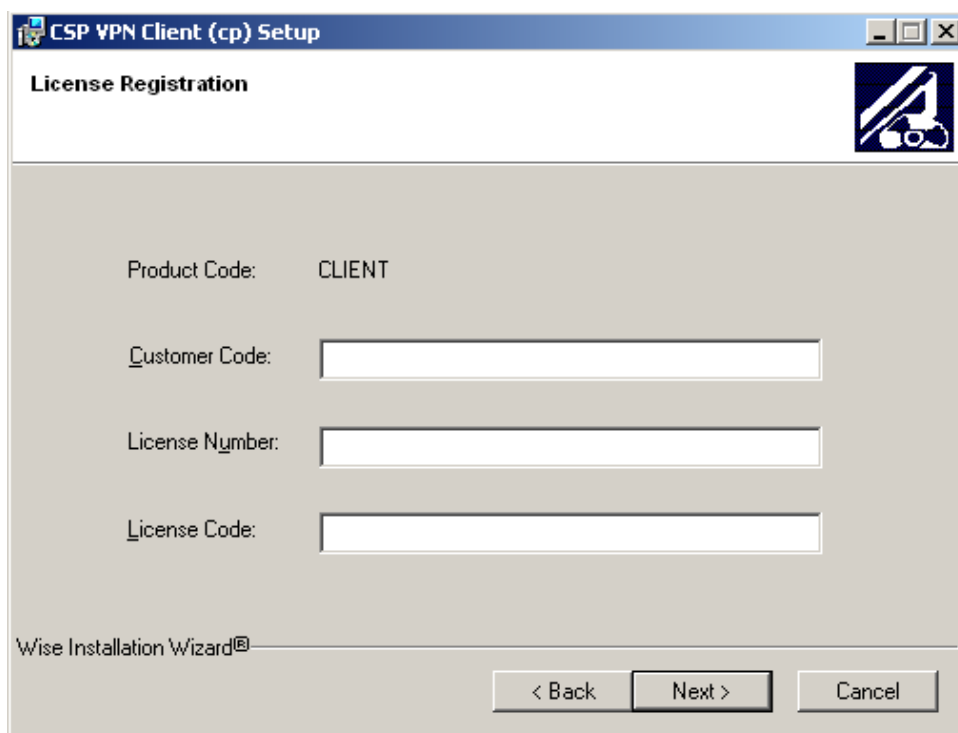 CSP VPN Client (cp) Setup
License Registration
Product Code: CLIENT
Customer Code:
License Number:
License Code:
Wise Installation Wizard®
< Back Next > Cancel